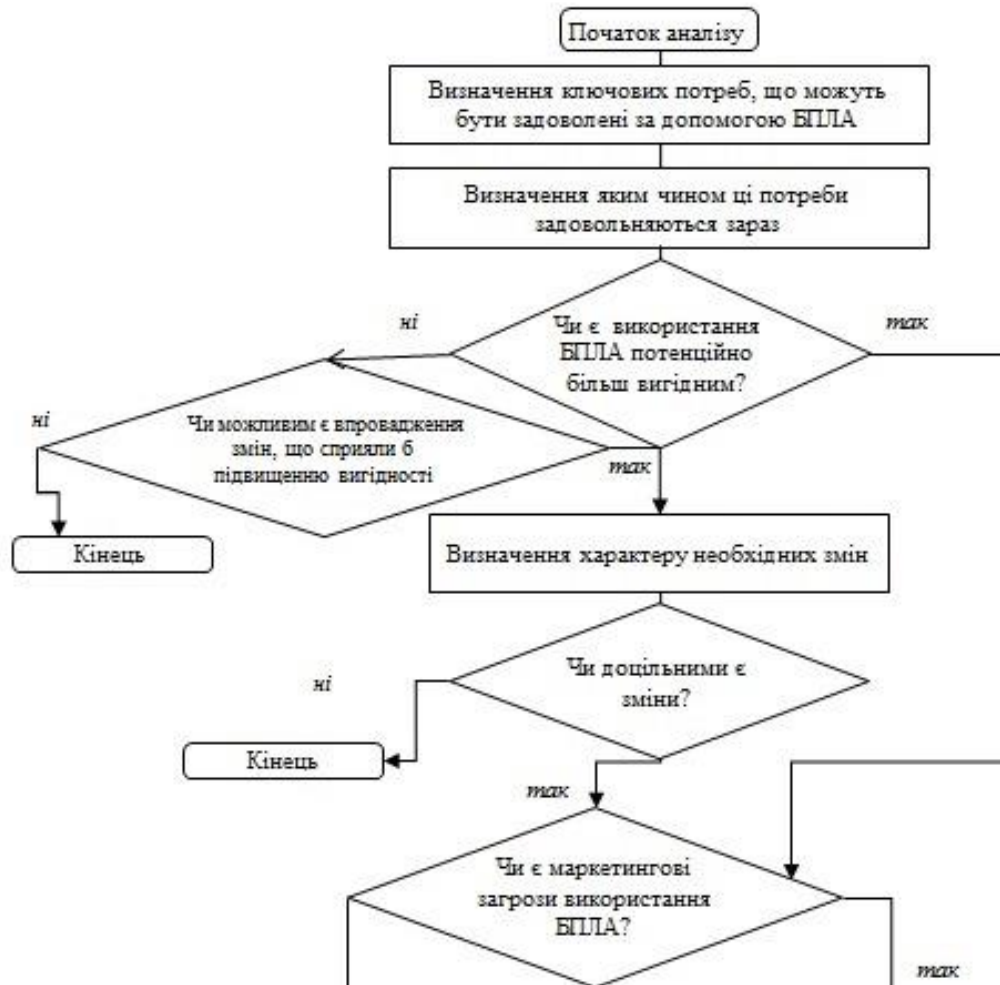 Початок аналізу
Визначення ключових потреб, що можуть
бути задоволені за допомогою БПЛА
Визначення яким чином ці потреби
задовольняються зараз
Чи є використання
БПЛА потенційно
більш вигідним?
ні
так
Чи можливим є впровадження
змін, що сприяли б
підвищенню вигідності
ні
так
Кінець
Визначення характеру необхідних змін
Чи доцільними є
зміни?
ні
Кінець
так
Чи є маркетингові
загрози використання
БПЛА?
так